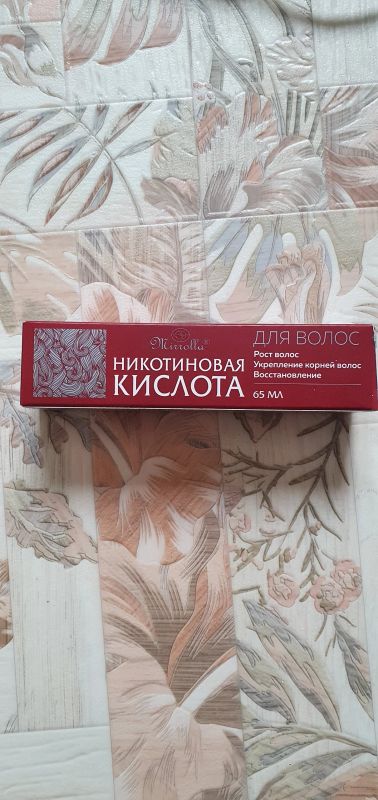 Mirrolla®
НИКОТИНОВАЯ
КИСЛОТА
ДЛЯ ВОЛОС
Рост волос
Укрепление корней волос
Восстановление
65 МЛ